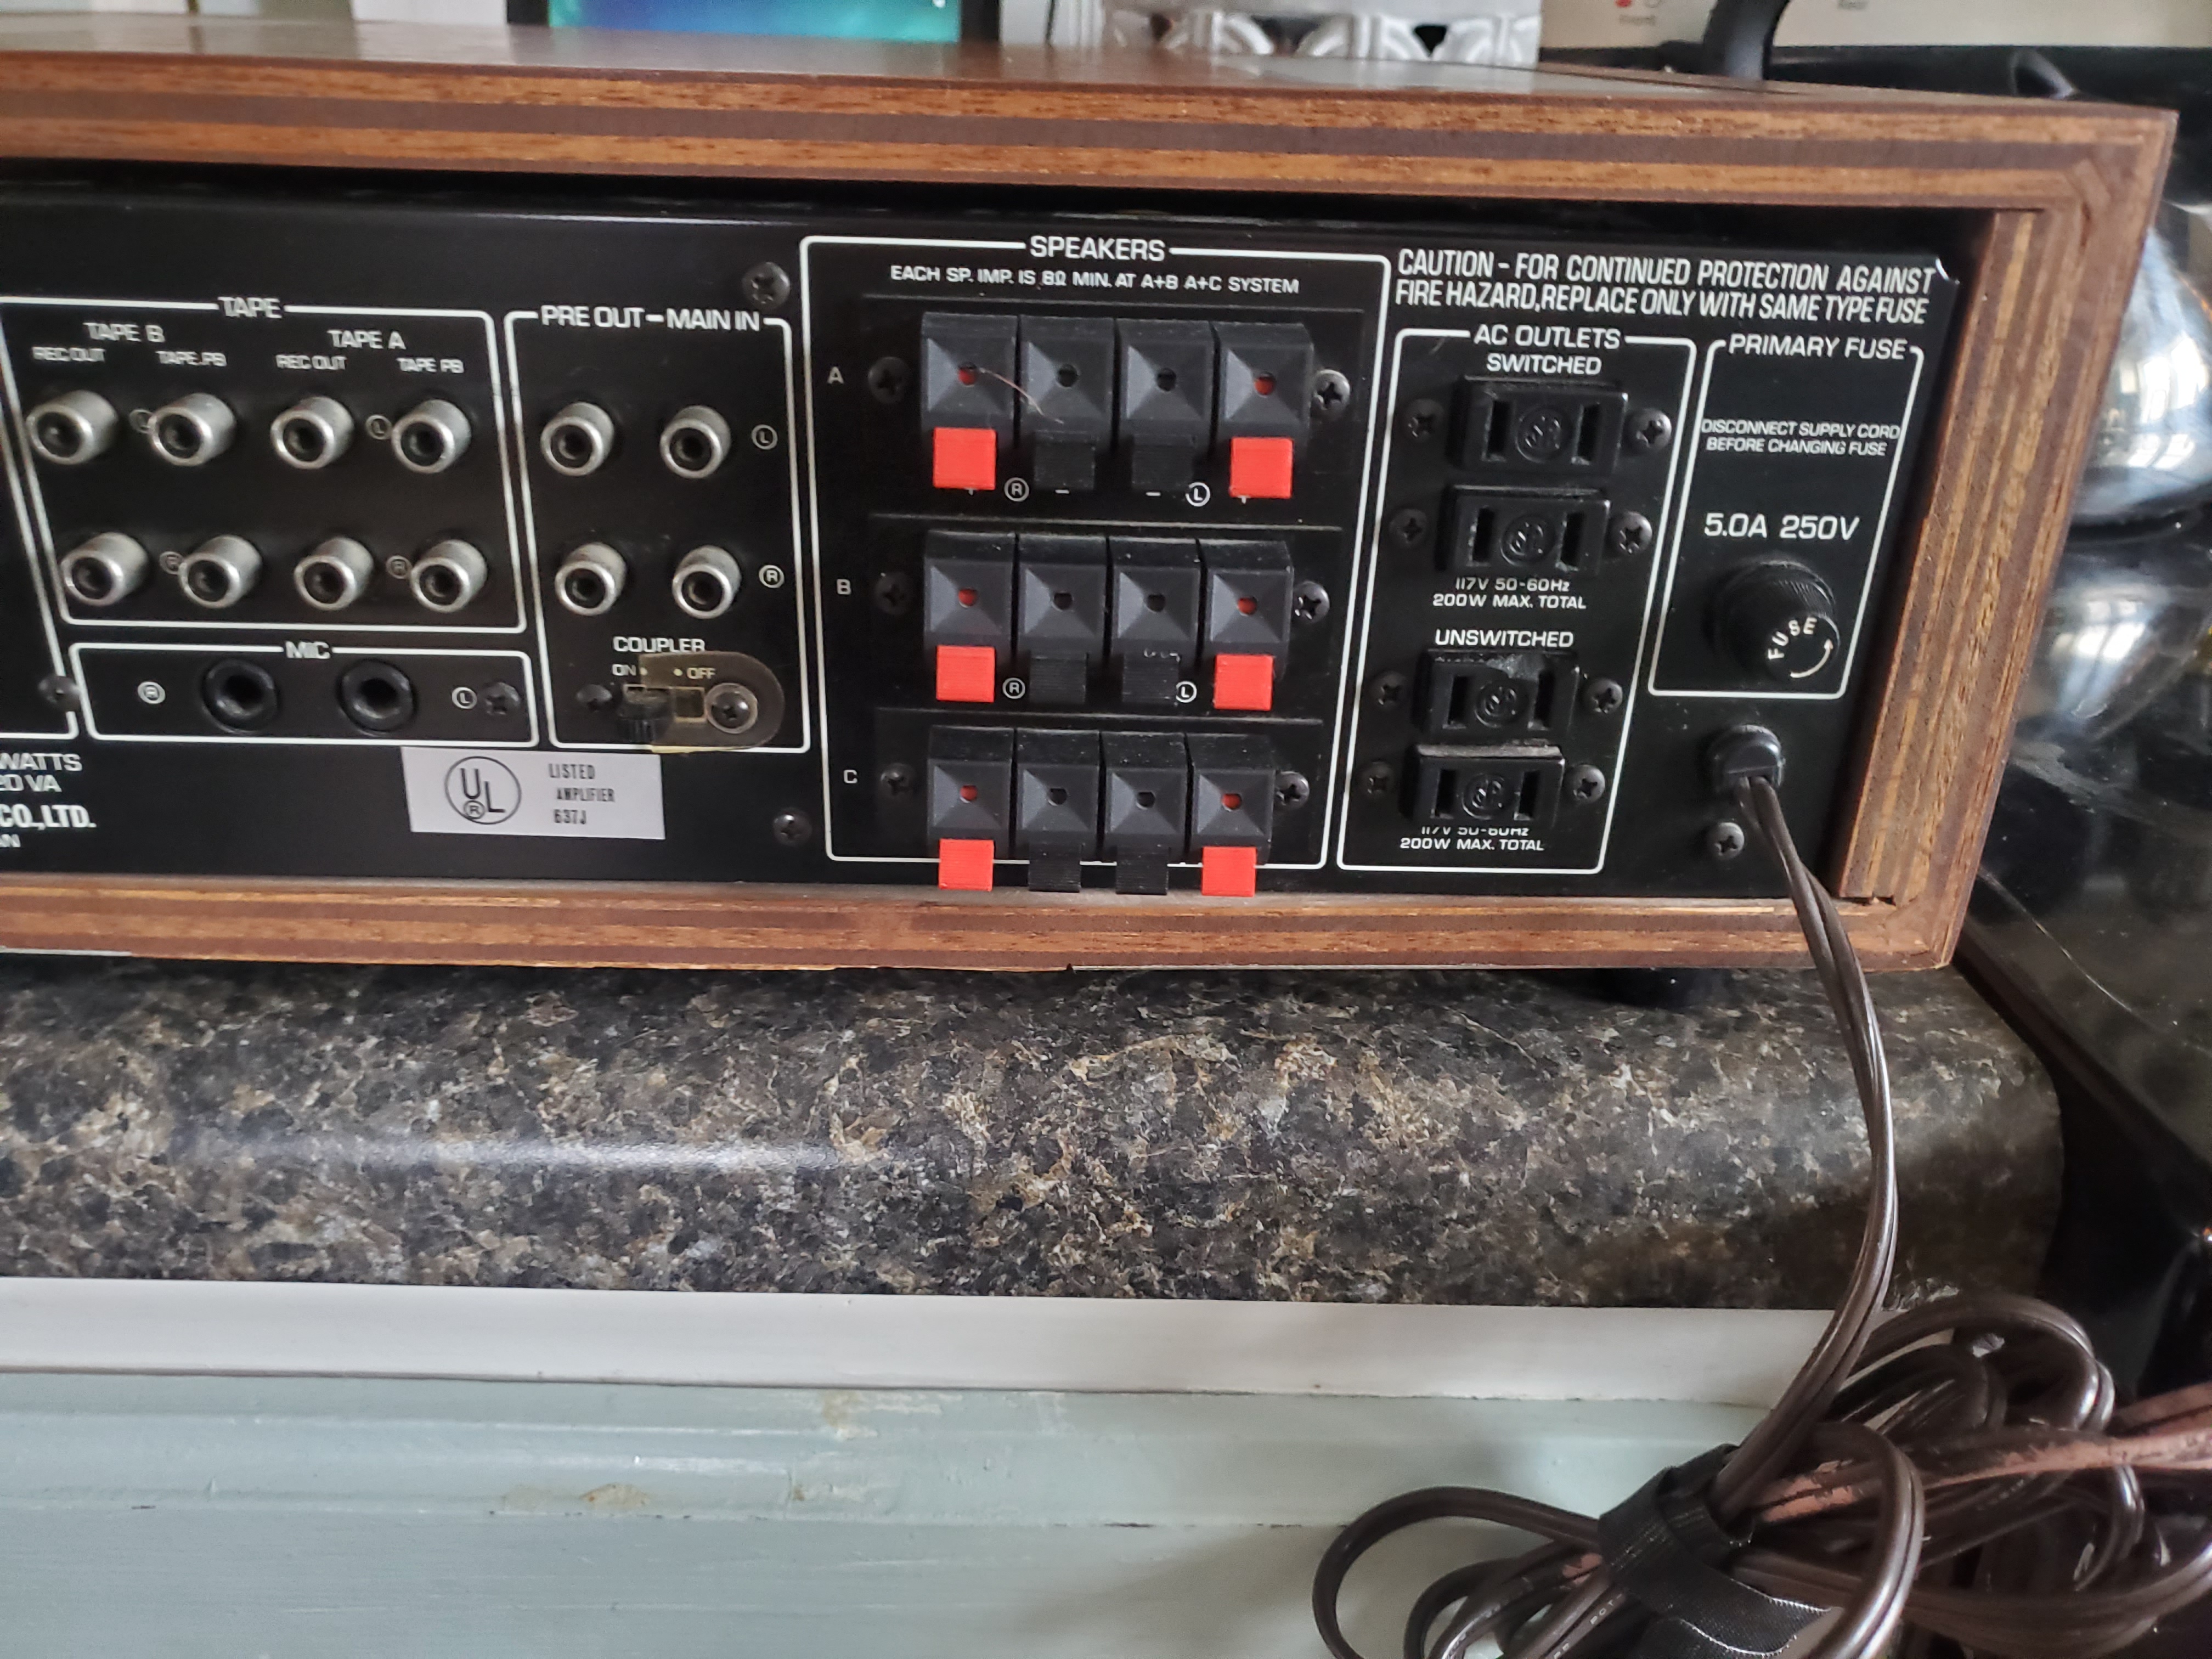 TAPE
TAPE B
TAPE A
REC OUT
TAPE PB
REC OUT
TAPE PB
L
L
R
R
MIC
R
L
WATTS
20 VA
CO.,LTD.
AN
UL
R
LISTED
AMPLIFIER
637J
PRE OUT-MAIN IN
L
R
COUPLER
ON
OFF
SPEAKERS
EACH SP. IMP. IS 8Ω MIN. AT A+B A+C SYSTEM
A
+ R - - L +
B
R L
C
CAUTION - FOR CONTINUED PROTECTION AGAINST
FIRE HAZARD, REPLACE ONLY WITH SAME TYPE FUSE
AC OUTLETS
SWITCHED
117V 50-60Hz
200W MAX. TOTAL
UNSWITCHED
117V 50-60Hz
200W MAX. TOTAL
PRIMARY FUSE
DISCONNECT SUPPLY CORD
BEFORE CHANGING FUSE
5.0A 250V
FUSE